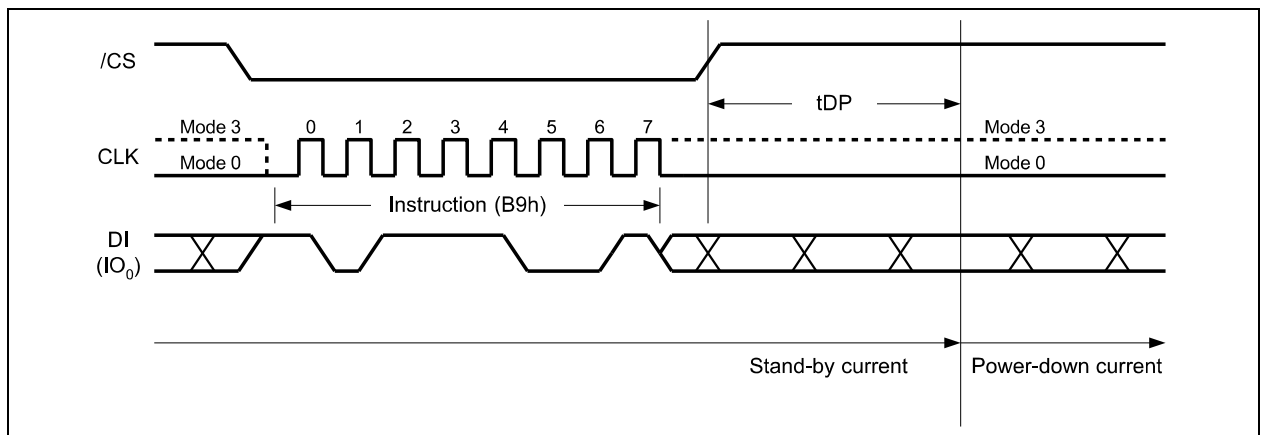 /CS
tDP
Mode 3 0 1 2 3 4 5 6 7 Mode 3
CLK
Mode 0 Mode 0
Instruction (B9h)
DI
(IO0)
Stand-by current Power-down current